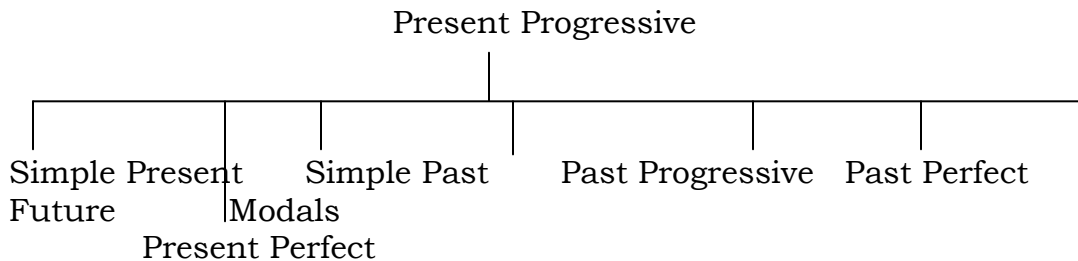 Present Progressive
Simple Present Simple Past Past Progressive Past Perfect
Future Modals
Present Perfect